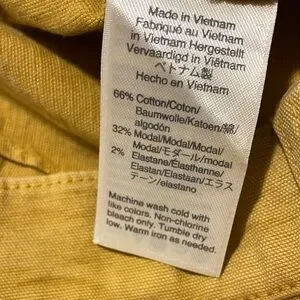 Made in Vietnam
Fabriqué au Vietnam
in Vietnam Hergestellt
Vervaardigd in Viëtnam
ベトナム製
Hecho en Vietnam
66% Cotton/Coton/
Baumwolle/Katoen/綿/
algodón
32% Modal/Modal/Modal/
Modal/モダール/modal
2% Elastane/Élasthanne/
Elastan/Elastaan/エラス
テーン/elastano
Machine wash cold with
like colors. Non-chlorine
bleach only. Tumble dry
low. Warm iron as needed.